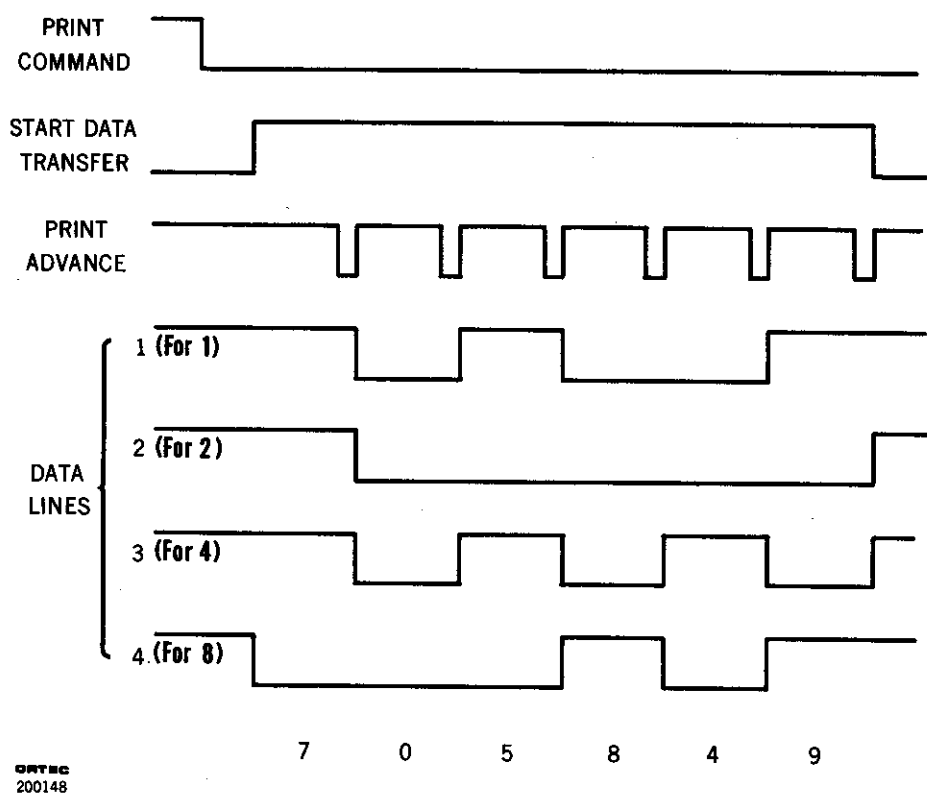 PRINT
COMMAND
START DATA
TRANSFER
PRINT
ADVANCE
1 (For 1)
2 (For 2)
DATA
LINES
3 (For 4)
4. (For 8)
7 0 5 8 4 9
ORTEC
200148